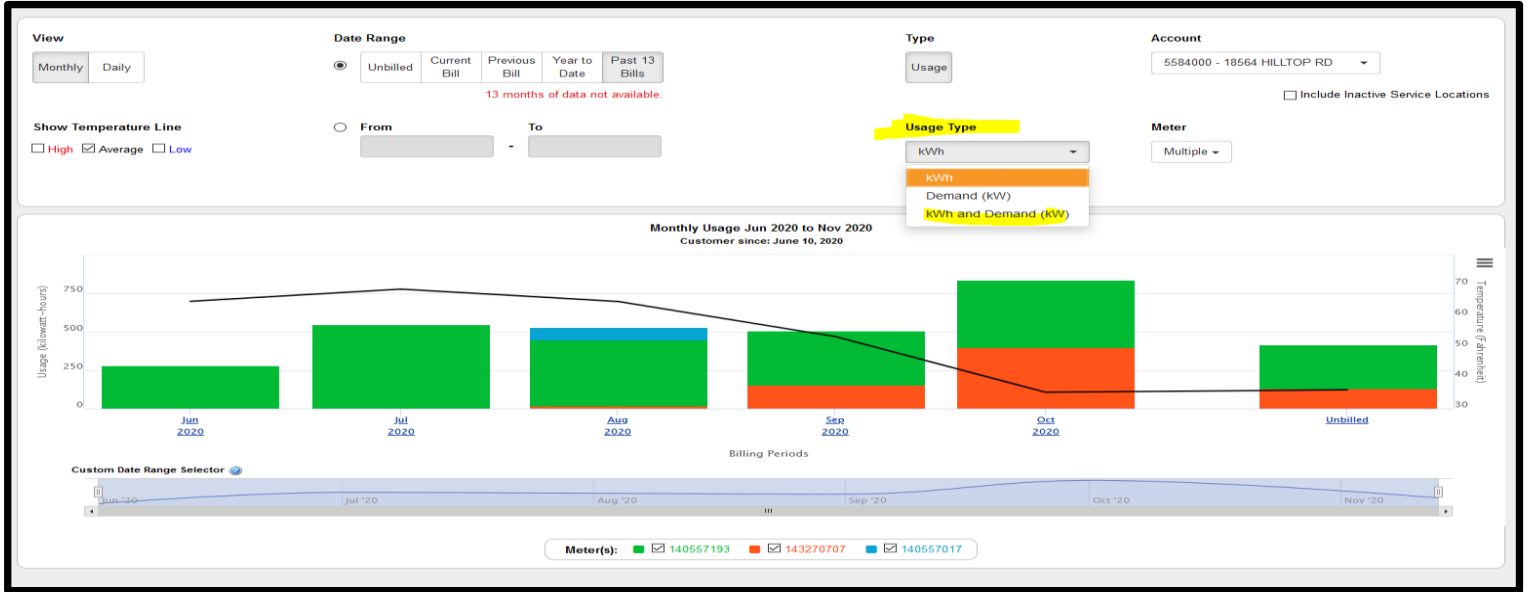 View
Monthly Daily
Date Range
Unbilled Current Bill Previous Bill Year to Date Past 13 Bills
13 months of data not available.
Type
Usage
Account
5584000 - 18564 HILLTOP RD
Include Inactive Service Locations
Show Temperature Line
High Average Low
From To
-
Usage Type
kWh
kWh
Demand (kW)
kWh and Demand (kW)
Meter
Multiple
Monthly Usage Jun 2020 to Nov 2020
Customer since: June 10, 2020
Usage (kilowatt-hours)
750
500
250
0
70
60
50
40
30
Temperature (Fahrenheit)
Jun 2020
Jul 2020
Aug 2020
Sep 2020
Oct 2020
Unbilled
Billing Periods
Custom Date Range Selector ?
Jun '20 Jul '20 Aug '20 Sep '20 Oct '20 Nov '20
Meter(s): 140557193 143270707 140557017